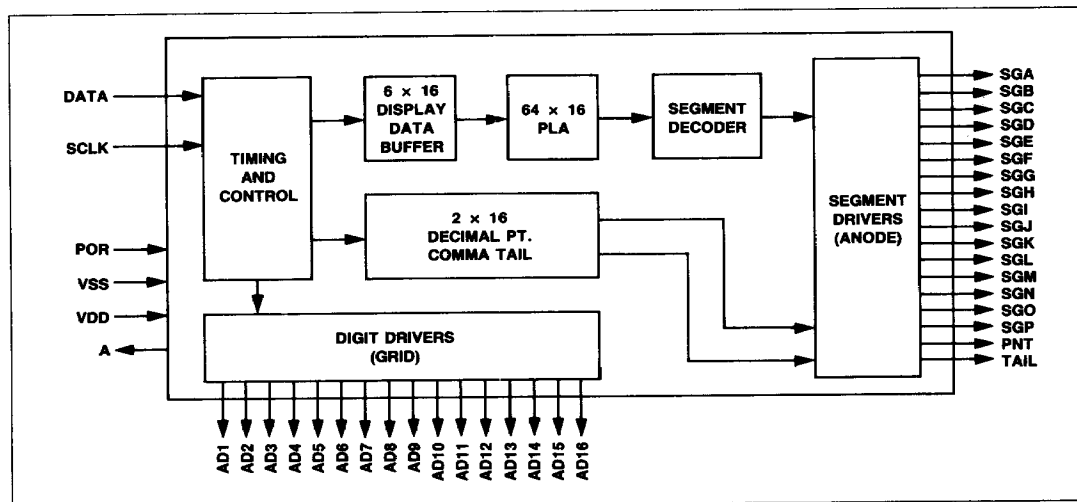 DATA
SCLK
POR
VSS
VDD
A
TIMING
AND
CONTROL
6 × 16
DISPLAY
DATA
BUFFER
64 × 16
PLA
SEGMENT
DECODER
2 × 16
DECIMAL PT.
COMMA TAIL
DIGIT DRIVERS
(GRID)
SEGMENT
DRIVERS
(ANODE)
SGA
SGB
SGC
SGD
SGE
SGF
SGG
SGH
SGI
SGJ
SGK
SGL
SGM
SGN
SGO
SGP
PNT
TAIL
AD1
AD2
AD3
AD4
AD5
AD6
AD7
AD8
AD9
AD10
AD11
AD12
AD13
AD14
AD15
AD16